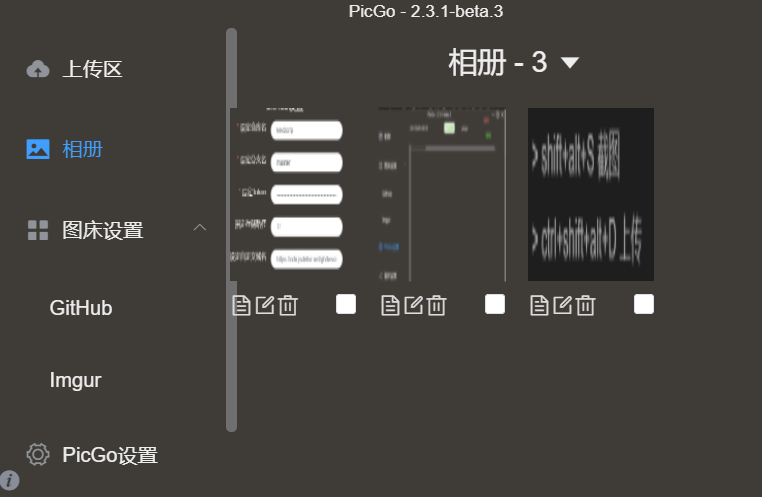 PicGo - 2.3.1-beta.3
上传区
相册 - 3
相册
图床设置
GitHub
Imgur
PicGo设置
> shift+alt+S 截图
> ctrl+shift+alt+D 上传